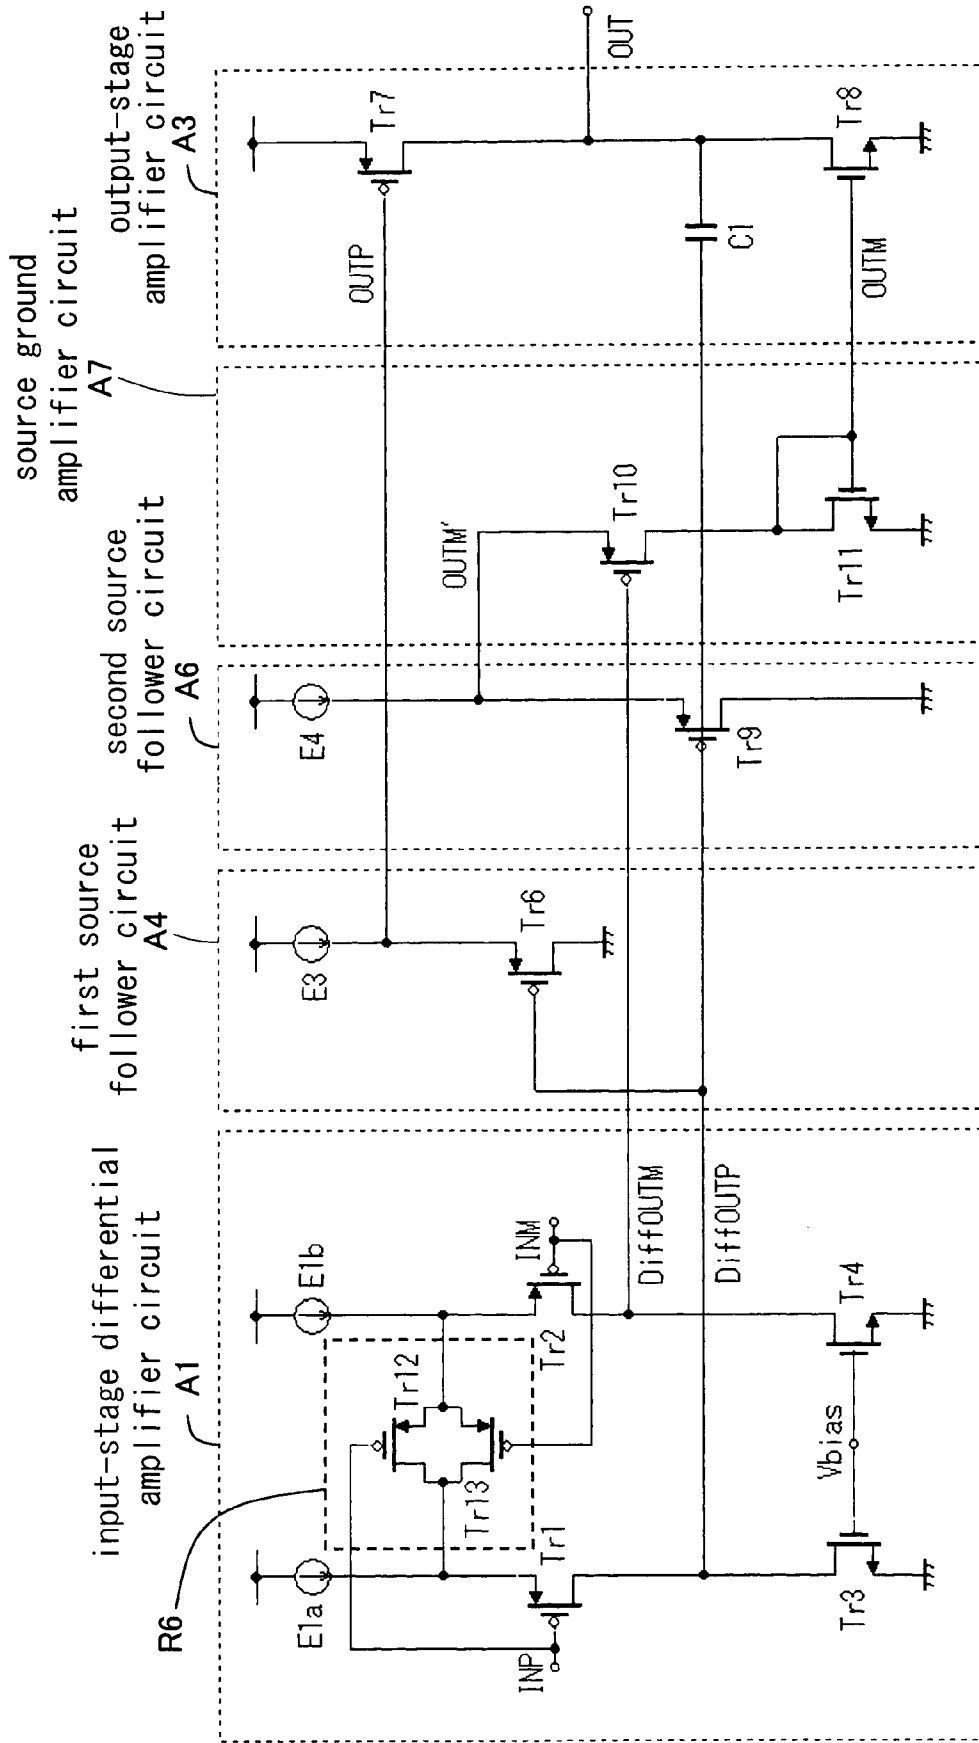 input-stage differential
amplifier circuit
A1
first source
follower circuit
A4
second source
follower circuit
A6
source ground
amplifier circuit
A7
output-stage
amplifier circuit
A3
R6
E1a
E1b
Tr12
Tr13
INP
Tr1
Tr2
INM
DiffOUTM
DiffOUTP
Tr3
Vbias
Tr4
E3
Tr6
E4
Tr9
OUTM'
Tr10
Tr11
OUTP
Tr7
OUT
C1
OUTM
Tr8